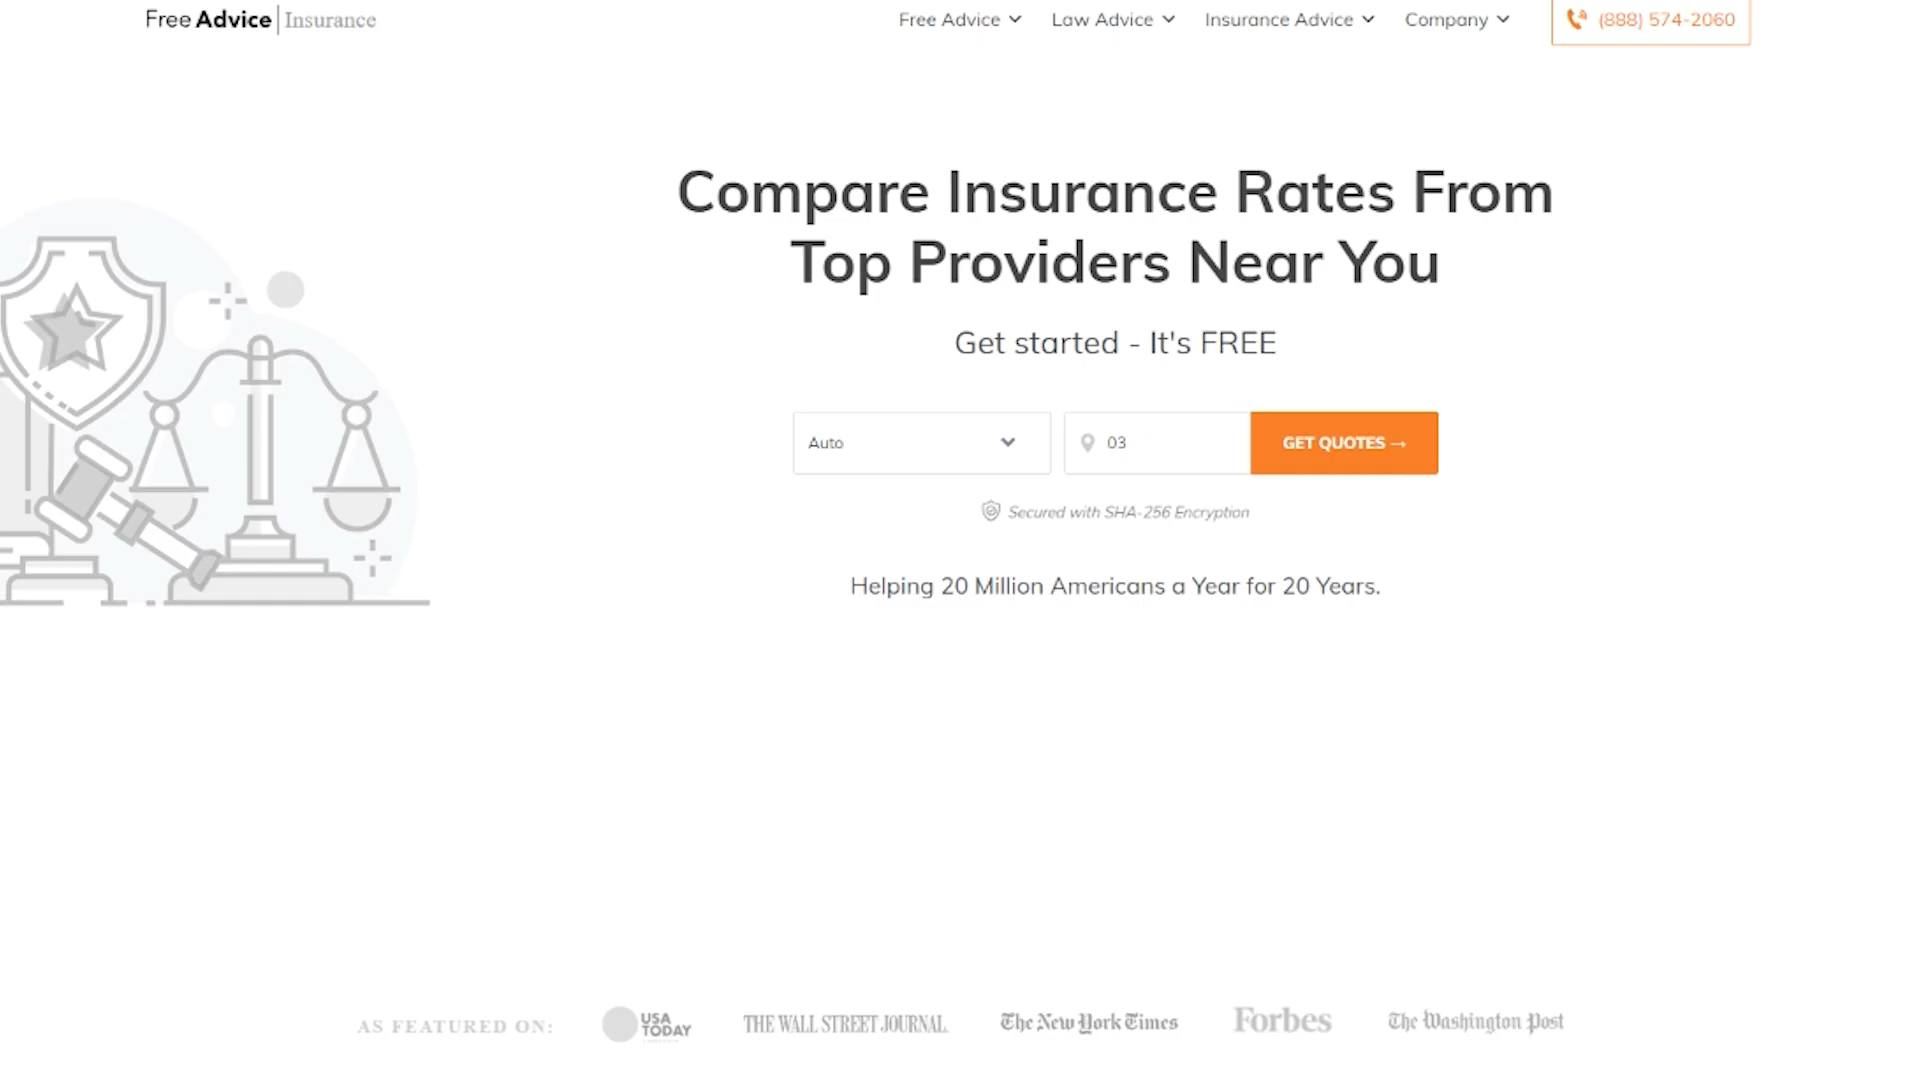 Free Advice | Insurance
Free Advice
Law Advice
Insurance Advice
Company
(888) 574-2060
Compare Insurance Rates From
Top Providers Near You
Get started - It's FREE
Auto
03
GET QUOTES →
Secured with SHA-256 Encryption
Helping 20 Million Americans a Year for 20 Years.
AS FEATURED ON:
USA
TODAY
THE WALL STREET JOURNAL.
The New York Times
Forbes
The Washington Post